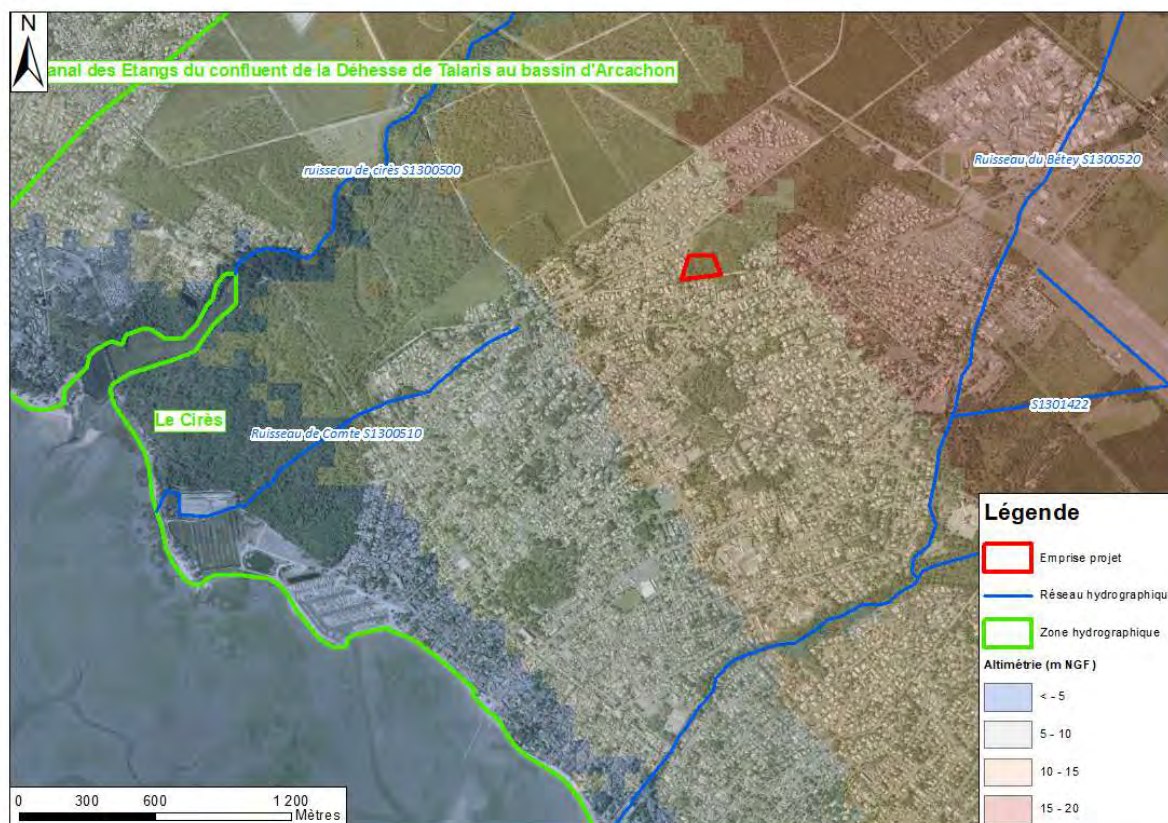 N
anal des Etangs du confluent de la Déhesse de Talaris au bassin d'Arcachon
ruisseau de cirès S1300500
Ruisseau du Bétey S1300520
Le Cirès
Ruisseau de Comte S1300510
S1301422
Légende
Emprise projet
Réseau hydrographique
Zone hydrographique
Altimétrie (m NGF)
< - 5
5 - 10
10 - 15
15 - 20
0 300 600 1 200
Mètres